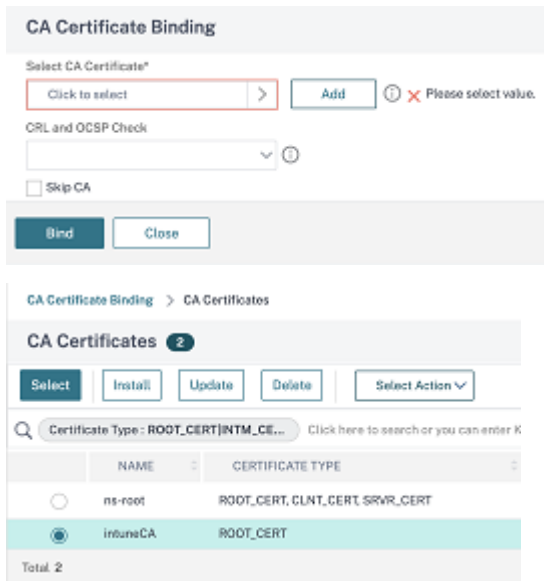 CA Certificate Binding
Select CA Certificate*
Click to select > Add Please select value.
CRL and OCSP Check
Skip CA
Bind Close
CA Certificate Binding > CA Certificates
CA Certificates 2
Select Install Update Delete Select Action
Certificate Type : ROOT_CERT|INTM_CE... Click here to search or you can enter K
NAME CERTIFICATE TYPE
ns-root ROOT_CERT, CLNT_CERT, SRVR_CERT
intuneCA ROOT_CERT
Total 2